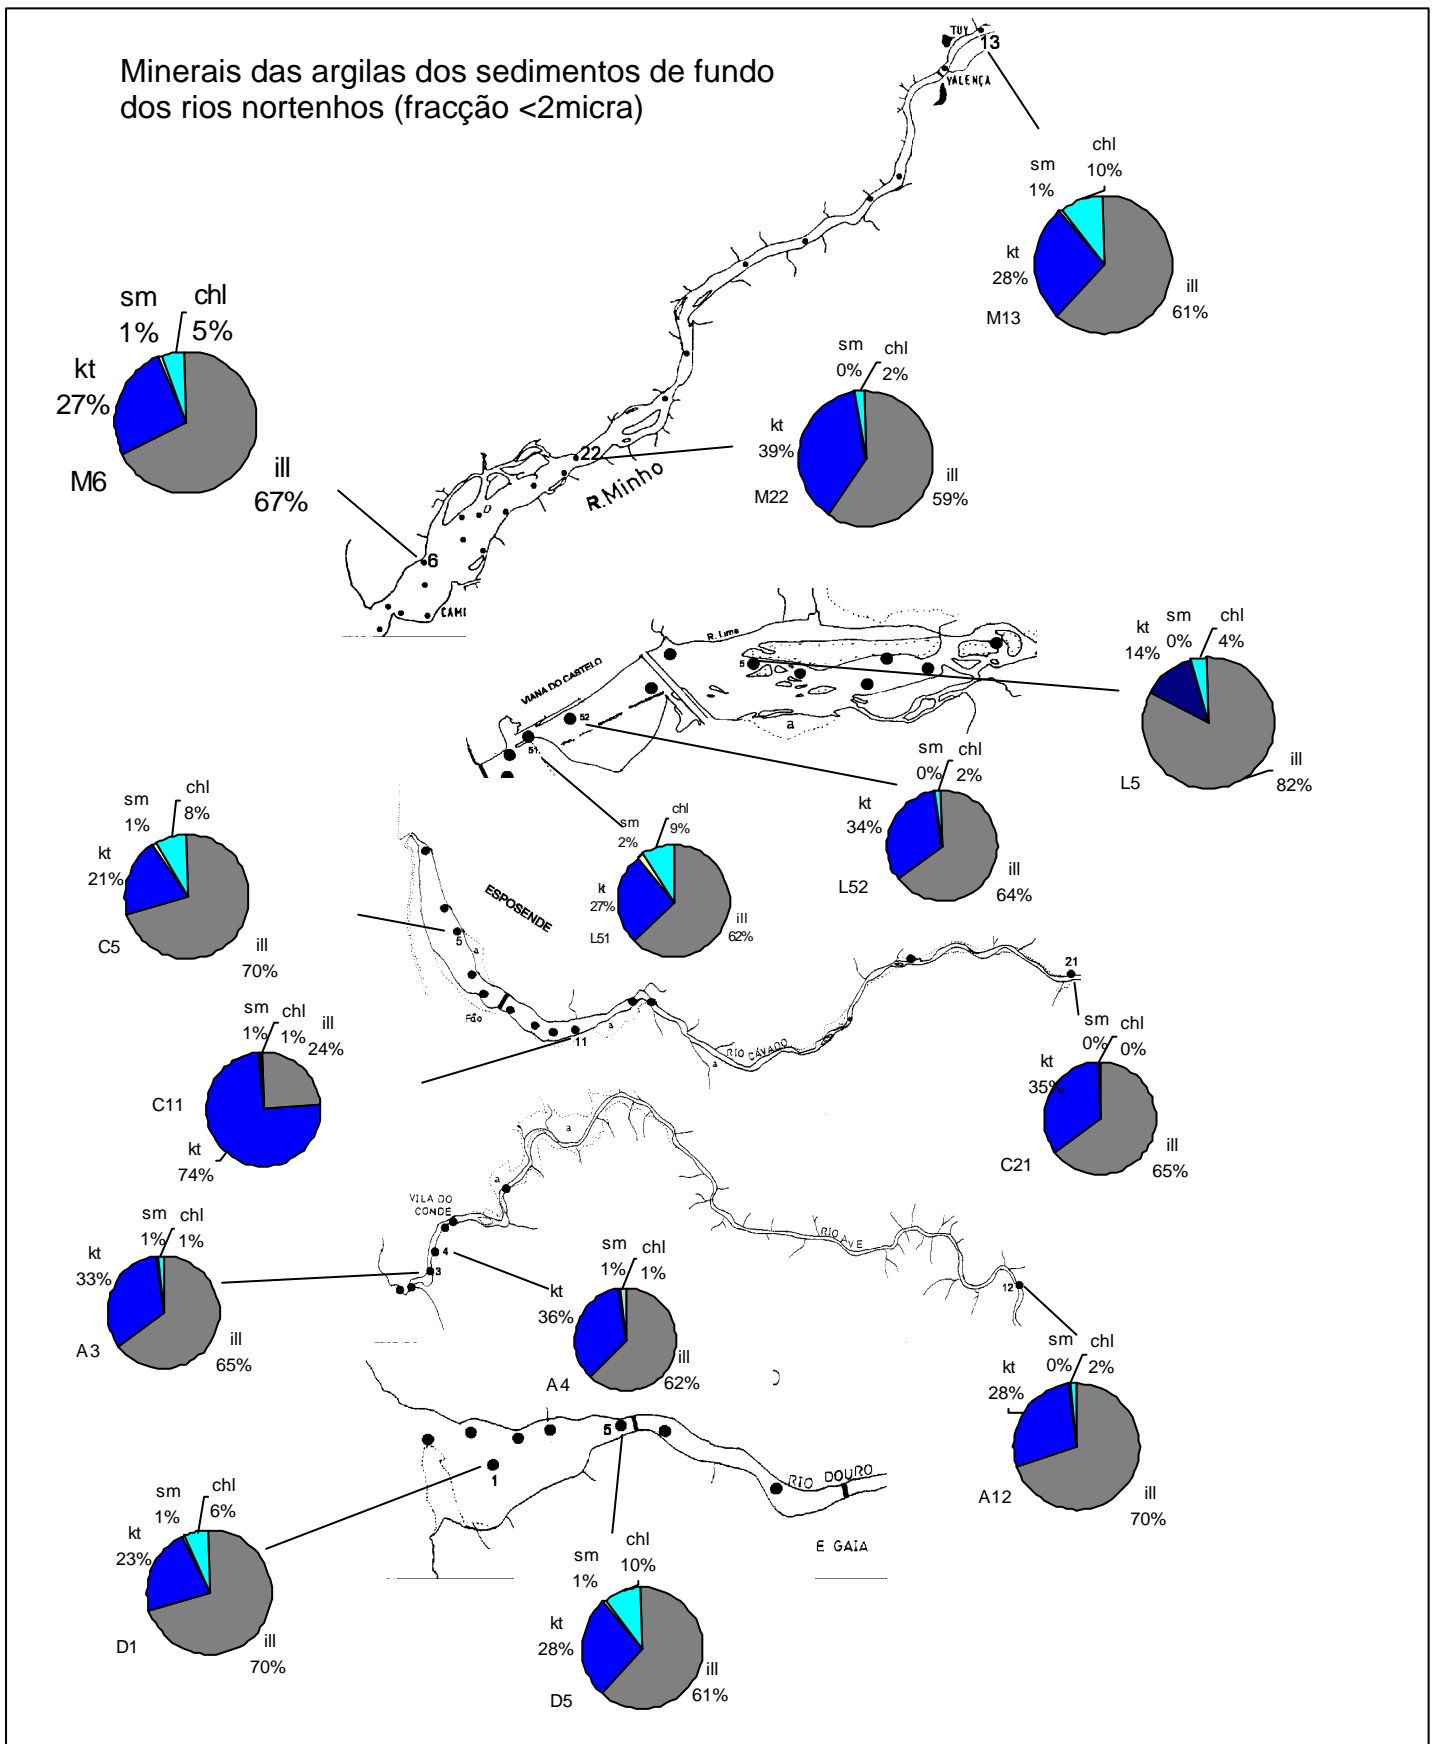 Minerais das argilas dos sedimentos de fundo
dos rios nortenhos (fracção <2micra)
TUY
13
VALENÇA
sm
1%
chl
10%
kt
28%
ill
61%
M13
sm
1%
chl
5%
kt
27%
ill
67%
M6
sm
0%
chl
2%
kt
39%
ill
59%
M22
22
R.Minho
D
6
CAMI
R. Lima
VIANA DO CASTELO
5
52
51
a
kt
14%
sm
0%
chl
4%
ill
82%
L5
sm
0%
chl
2%
kt
34%
ill
64%
L52
sm
2%
chl
9%
kt
27%
ill
62%
L51
sm
1%
chl
8%
kt
21%
ill
70%
C5
ESPOSENDE
5
a
Fão
11
a
RIO CÁVADO
a
21
sm
1%
chl
1%
ill
24%
kt
74%
C11
sm
0%
chl
0%
kt
35%
ill
65%
C21
a
a
VILA DO
CONDE
4
3
RIO AVE
12
sm
1%
chl
1%
kt
33%
ill
65%
A3
sm
1%
chl
1%
kt
36%
ill
62%
A4
sm
0%
chl
2%
kt
28%
ill
70%
A12
5
1
RIO DOURO
E GAIA
sm
1%
chl
6%
kt
23%
ill
70%
D1
sm
1%
chl
10%
kt
28%
ill
61%
D5